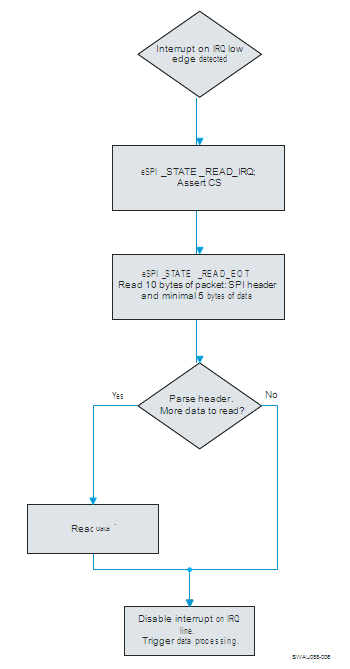 Interrupt on IRQ low
edge detected
eSPI _STATE _READ_IRQ;
Assert CS
eSPI _STATE _READ_EOT
Read 10 bytes of packet: SPI header
and minimal 5 bytes of data
Parse header.
More data to read?
Yes
No
Read data
Disable interrupt on IRQ
line.
Trigger data processing.
SWAU055-006